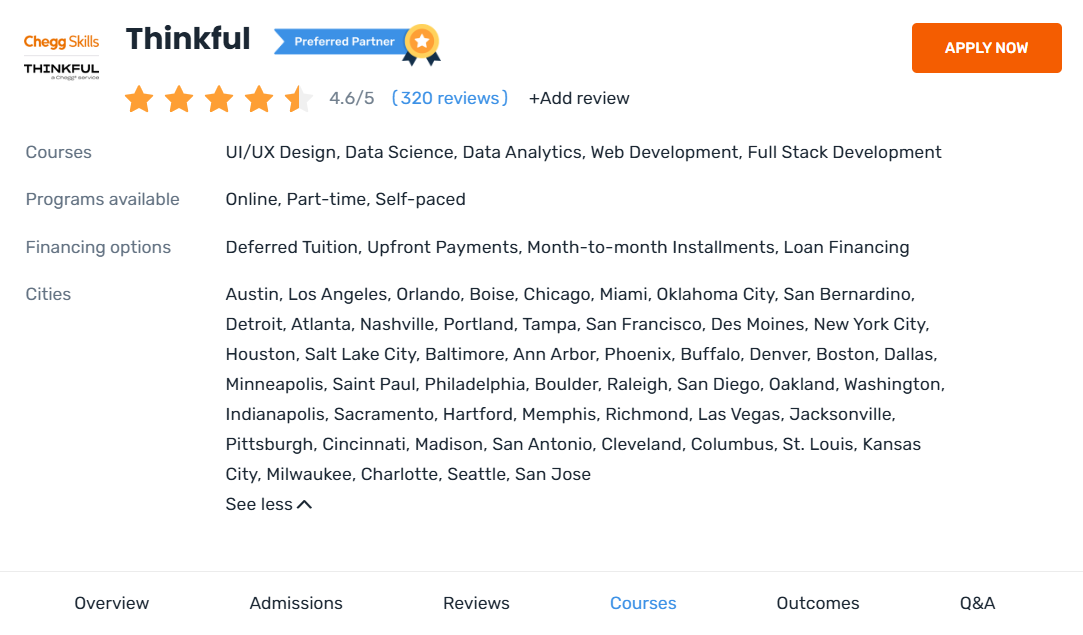 Chegg Skills
THINKFUL
a Chegg® service
Thinkful
Preferred Partner
APPLY NOW
4.6/5 (320 reviews) +Add review
Courses UI/UX Design, Data Science, Data Analytics, Web Development, Full Stack Development
Programs available Online, Part-time, Self-paced
Financing options Deferred Tuition, Upfront Payments, Month-to-month Installments, Loan Financing
Cities Austin, Los Angeles, Orlando, Boise, Chicago, Miami, Oklahoma City, San Bernardino,
Detroit, Atlanta, Nashville, Portland, Tampa, San Francisco, Des Moines, New York City,
Houston, Salt Lake City, Baltimore, Ann Arbor, Phoenix, Buffalo, Denver, Boston, Dallas,
Minneapolis, Saint Paul, Philadelphia, Boulder, Raleigh, San Diego, Oakland, Washington,
Indianapolis, Sacramento, Hartford, Memphis, Richmond, Las Vegas, Jacksonville,
Pittsburgh, Cincinnati, Madison, San Antonio, Cleveland, Columbus, St. Louis, Kansas
City, Milwaukee, Charlotte, Seattle, San Jose
See less
Overview Admissions Reviews Courses Outcomes Q&A